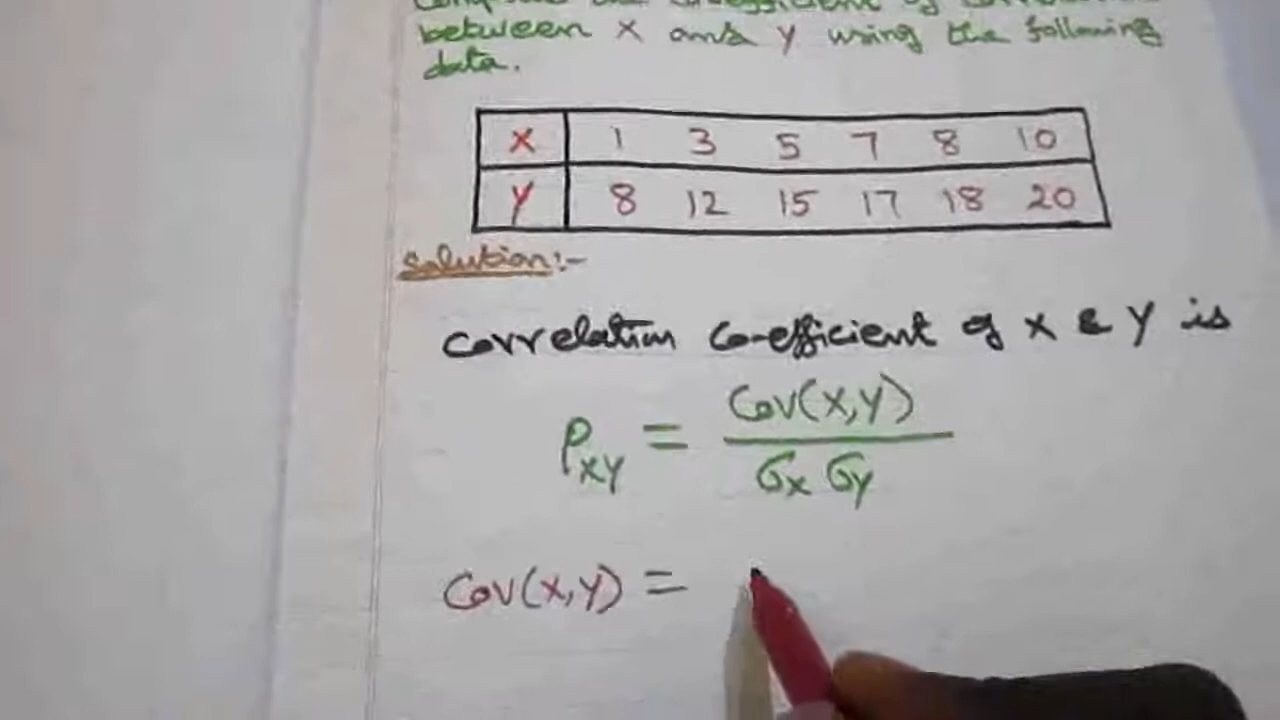 between X and Y using the following
data.
X 1 3 5 7 8 10
Y 8 12 15 17 18 20
Solution:-
Correlation Co-efficient of X & Y is
ρXY = Cov(X,Y) / σX σY
Cov(X,Y) =